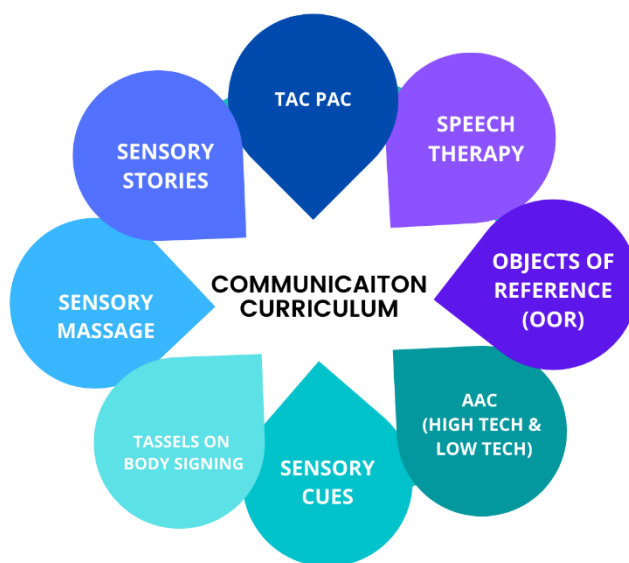 TAC PAC
SPEECH
THERAPY
OBJECTS OF
REFERENCE
(OOR)
AAC
(HIGH TECH &
LOW TECH)
SENSORY
CUES
TASSELS ON
BODY SIGNING
SENSORY
MASSAGE
SENSORY
STORIES
COMMUNICAITON
CURRICULUM